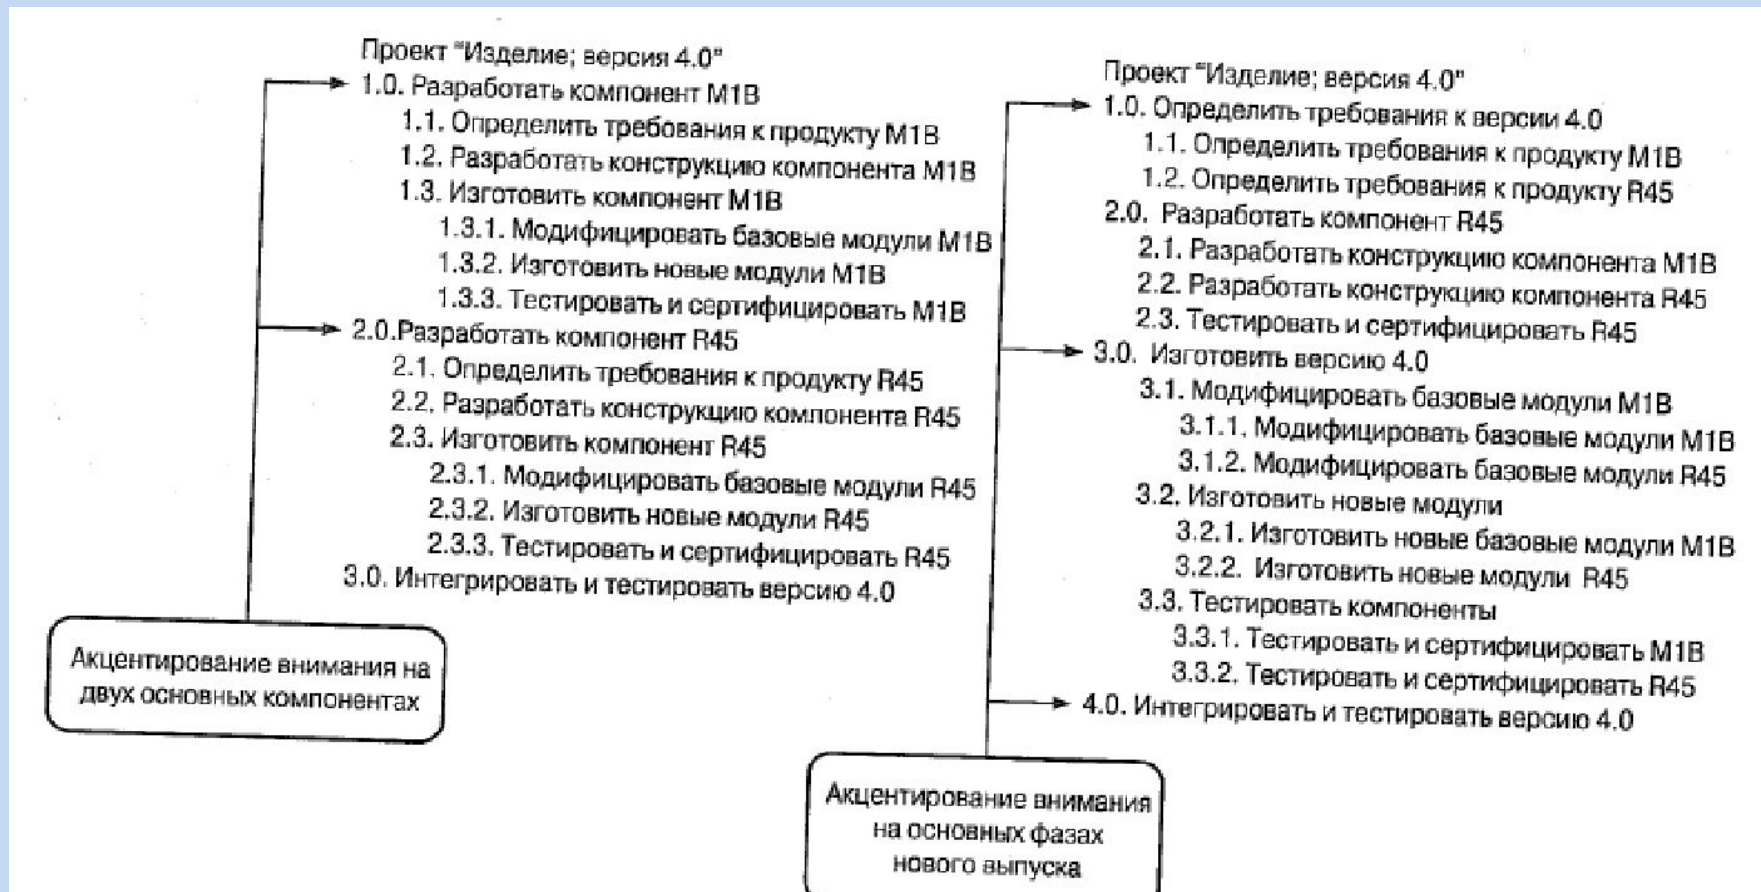 Проект "Изделие; версия 4.0"
1.0. Разработать компонент М1В
1.1. Определить требования к продукту М1В
1.2. Разработать конструкцию компонента М1В
1.3. Изготовить компонент М1В
1.3.1. Модифицировать базовые модули М1В
1.3.2. Изготовить новые модули М1В
1.3.3. Тестировать и сертифицировать М1В
2.0.Разработать компонент R45
2.1. Определить требования к продукту R45
2.2. Разработать конструкцию компонента R45
2.3. Изготовить компонент R45
2.3.1. Модифицировать базовые модули R45
2.3.2. Изготовить новые модули R45
2.3.3. Тестировать и сертифицировать R45
3.0. Интегрировать и тестировать версию 4.0
Акцентирование внимания на
двух основных компонентах
Проект "Изделие; версия 4.0"
1.0. Определить требования к версии 4.0
1.1. Определить требования к продукту М1В
1.2. Определить требования к продукту R45
2.0. Разработать компонент R45
2.1. Разработать конструкцию компонента М1В
2.2. Разработать конструкцию компонента R45
2.3. Тестировать и сертифицировать R45
3.0. Изготовить версию 4.0
3.1. Модифицировать базовые модули М1В
3.1.1. Модифицировать базовые модули М1В
3.1.2. Модифицировать базовые модули R45
3.2. Изготовить новые модули
3.2.1. Изготовить новые базовые модули М1В
3.2.2. Изготовить новые модули R45
3.3. Тестировать компоненты
3.3.1. Тестировать и сертифицировать М1В
3.3.2. Тестировать и сертифицировать R45
4.0. Интегрировать и тестировать версию 4.0
Акцентирование внимания
на основных фазах
нового выпуска